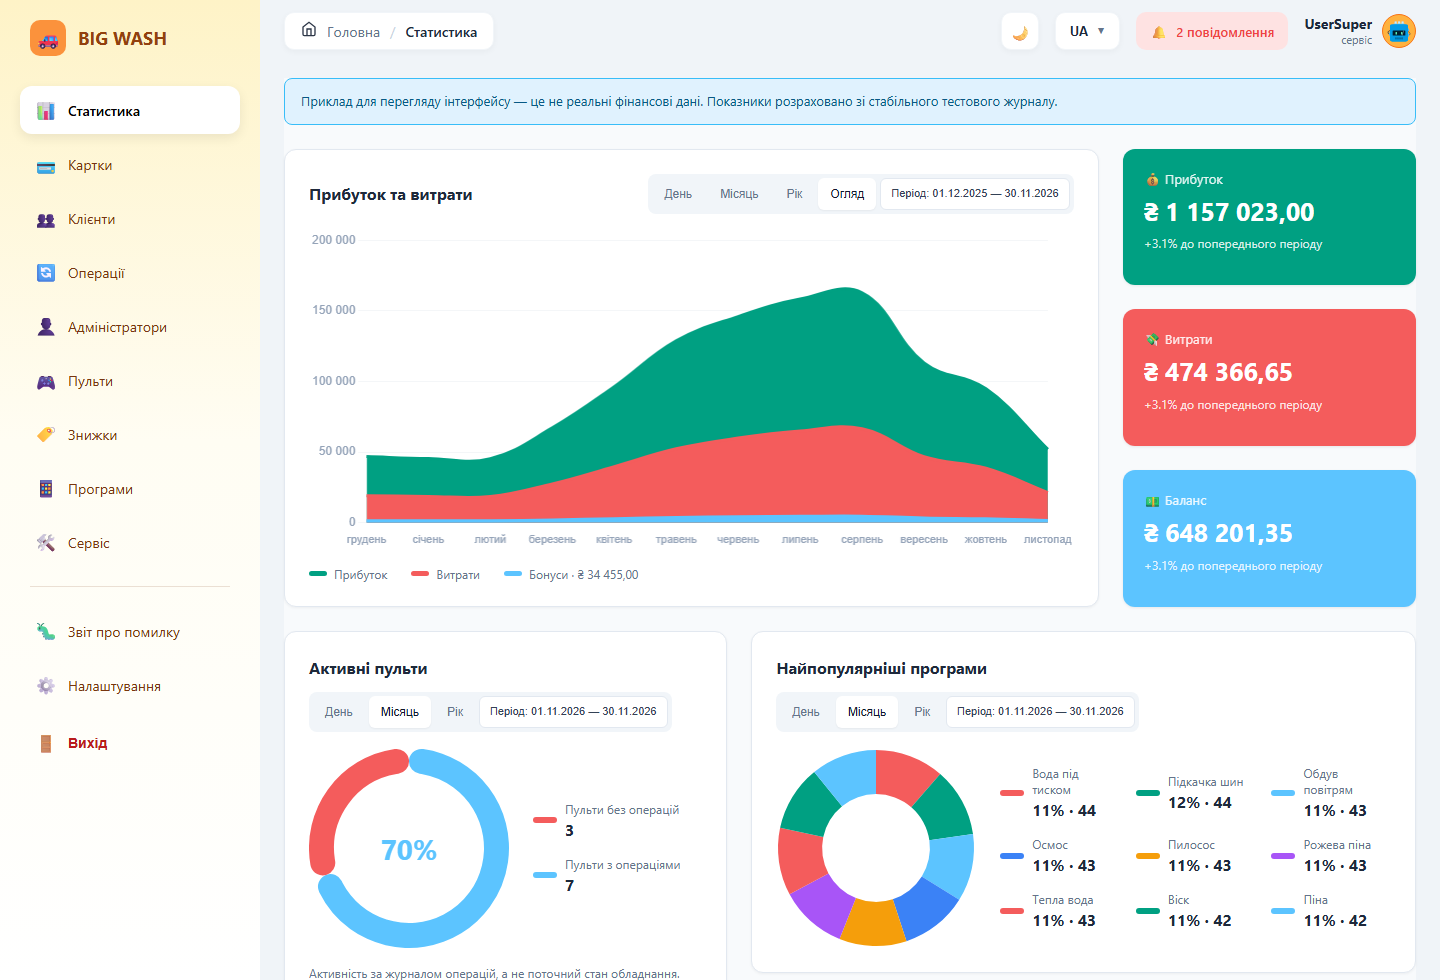 BIG WASH
Статистика
Картки
Клієнти
Операції
Адміністратори
Пульти
Знижки
Програми
Сервіс
Звіт про помилку
Налаштування
Вихід
Головна / Статистика
UA
2 повідомлення
UserSuper
сервіс
Приклад для перегляду інтерфейсу — це не реальні фінансові дані. Показники розраховано зі стабільного тестового журналу.
Прибуток та витрати
День Місяць Рік Огляд Період: 01.12.2025 — 30.11.2026
200 000
150 000
100 000
50 000
0
грудень січень лютий березень квітень травень червень липень серпень вересень жовтень листопад
Прибуток Витрати Бонуси · ₴ 34 455,00
Прибуток
₴ 1 157 023,00
+3.1% до попереднього періоду
Витрати
₴ 474 366,65
+3.1% до попереднього періоду
Баланс
₴ 648 201,35
+3.1% до попереднього періоду
Активні пульти
День Місяць Рік Період: 01.11.2026 — 30.11.2026
70%
Пульти без операцій
3
Пульти з операціями
7
Активність за журналом операцій, а не поточний стан обладнання.
Найпопулярніші програми
День Місяць Рік Період: 01.11.2026 — 30.11.2026
Вода під
тиском
11% · 44
Підкачка шин
12% · 44
Обдув
повітрям
11% · 43
Осмос
11% · 43
Пилосос
11% · 43
Рожева піна
11% · 43
Тепла вода
11% · 43
Віск
11% · 42
Піна
11% · 42